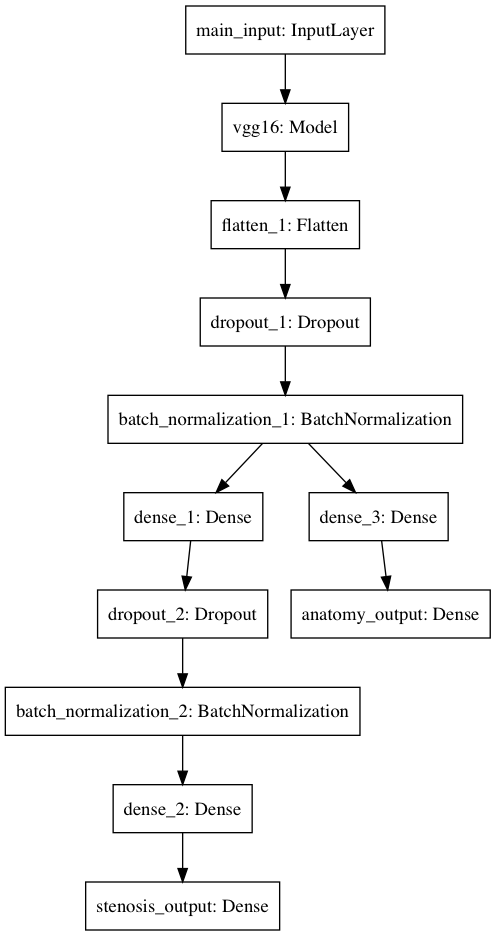 main_input: InputLayer
vgg16: Model
flatten_1: Flatten
dropout_1: Dropout
batch_normalization_1: BatchNormalization
dense_1: Dense
dense_3: Dense
dropout_2: Dropout
anatomy_output: Dense
batch_normalization_2: BatchNormalization
dense_2: Dense
stenosis_output: Dense